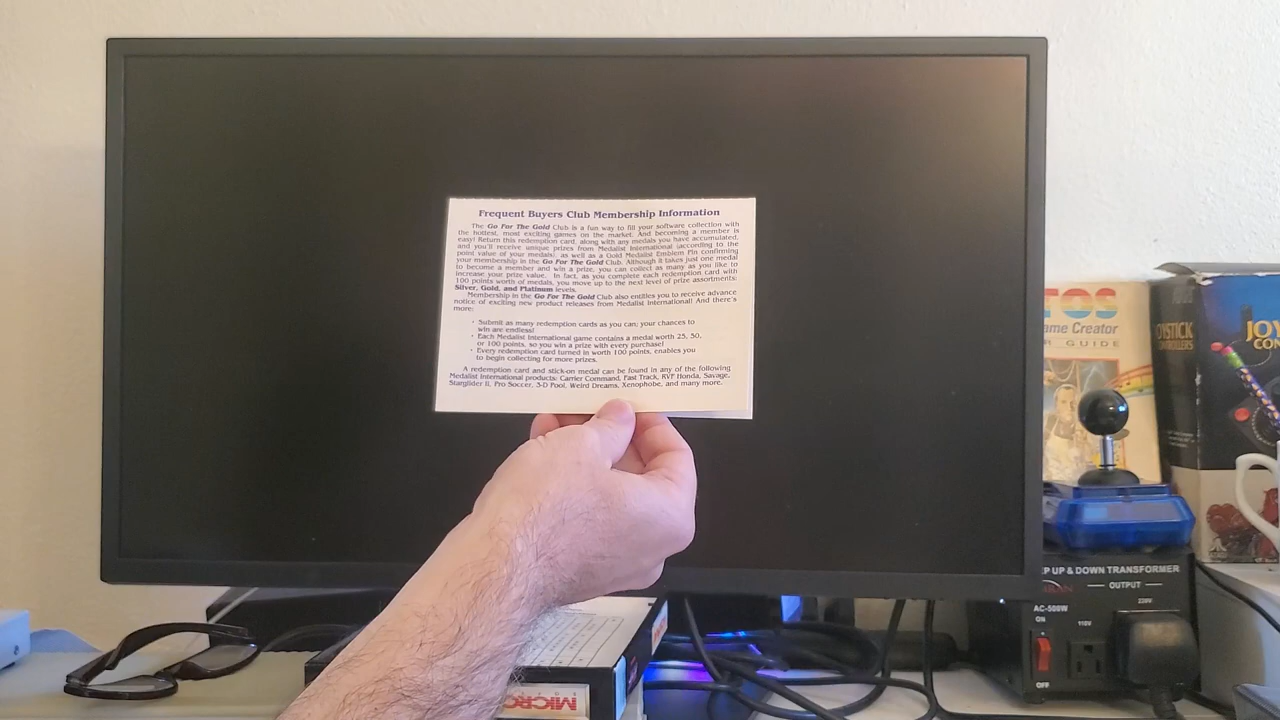 Frequent Buyers Club Membership Information
The Go For The Gold Club is a fun way to fill your software collection with
the hottest, most exciting games on the market. And becoming a member is
easy! Return this redemption card, along with any medals you have accumulated,
and you'll receive unique prizes from Medalist International (according to the
point value of your medals), as well as a Gold Medalist Emblem Pin confirming
your membership in the Go For The Gold Club. Although it takes just one medal
to become a member and win a prize, you can collect as many as you like to
increase your prize value. In fact, as you complete each redemption card with
100 points worth of medals, you move up to the next level of prize assortments:
Silver, Gold, and Platinum levels.
Membership in the Go For The Gold Club also entitles you to receive advance
notice of exciting new product releases from Medalist International! And there's
more:
· Submit as many redemption cards as you can; your chances to
win are endless!
· Each Medalist International game contains a medal worth 25, 50,
or 100 points, so you win a prize with every purchase!
· Every redemption card turned in worth 100 points, enables you
to begin collecting for more prizes.
A redemption card and stick-on medal can be found in any of the following
Medalist International products: Carrier Command, Fast Track, RVF Honda, Savage,
Starglider II, Pro Soccer, 3-D Pool, Weird Dreams, Xenophobe, and many more.
TOS
ame Creator
R GUIDE
JOYSTICK
CONTROLLERS
JOY
CON
P UP & DOWN TRANSFORMER
OUTPUT
AC-500W
ON
110V
220V
OFF
MICRO